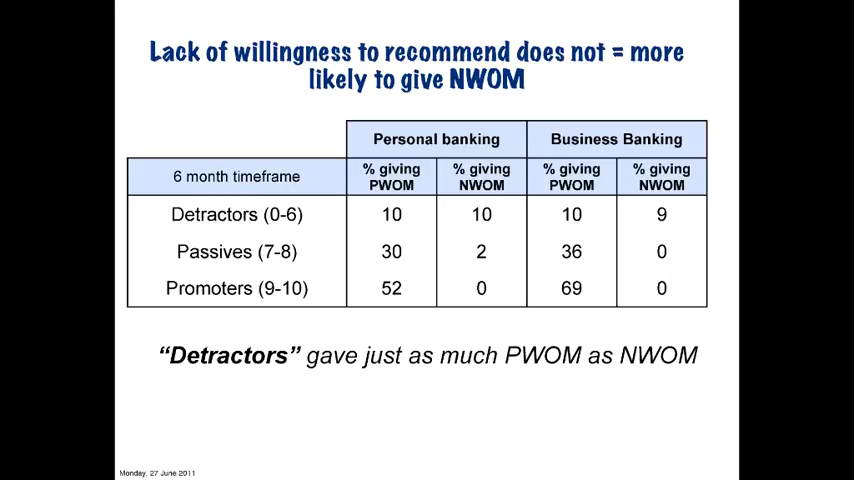 Lack of willingness to recommend does not = more
likely to give NWOM
Personal banking Business Banking
6 month timeframe % giving PWOM % giving NWOM % giving PWOM % giving NWOM
Detractors (0-6) 10 10 10 9
Passives (7-8) 30 2 36 0
Promoters (9-10) 52 0 69 0
“Detractors” gave just as much PWOM as NWOM
Monday, 27 June 2011